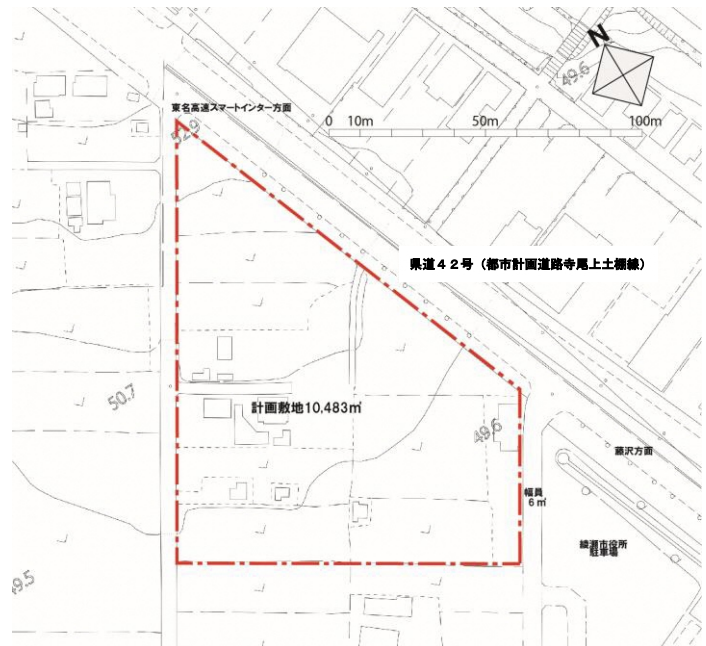 N
49.6
東名高速スマートインター方面
52.9
0 10m 50m 100m
県道42号（都市計画道路寺尾上土棚線）
50.7
計画敷地10,483㎡
49.6
藤沢方面
幅員
6㎡
綾瀬市役所
駐車場
49.5